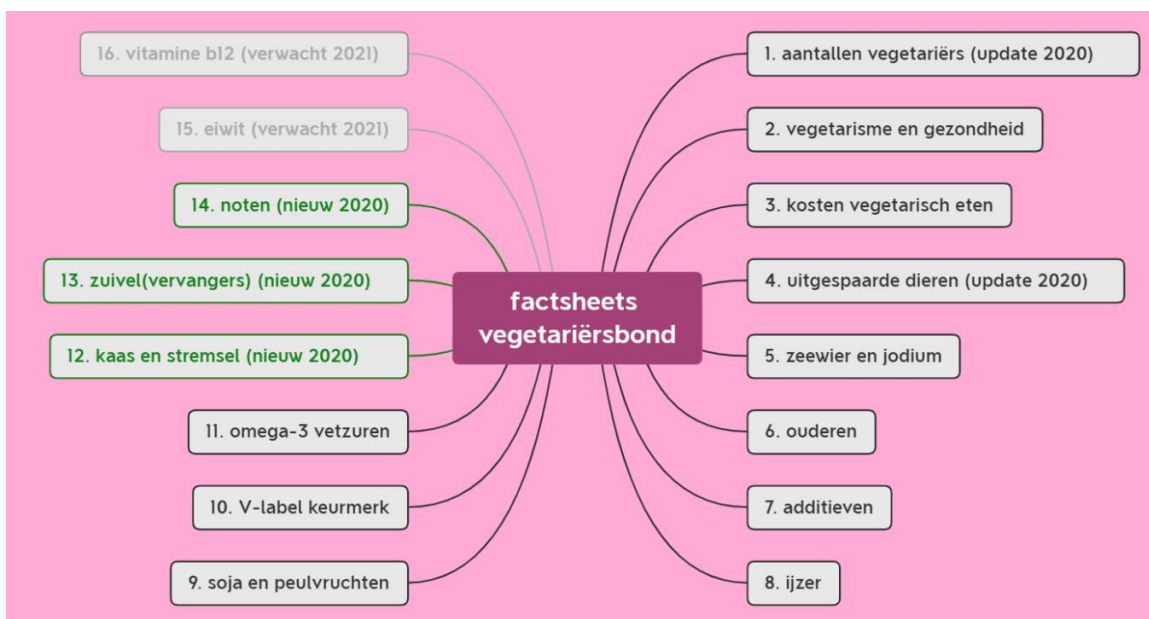 factsheets
vegetariërsbond
1. aantallen vegetariërs (update 2020)
2. vegetarisme en gezondheid
3. kosten vegetarisch eten
4. uitgespaarde dieren (update 2020)
5. zeewier en jodium
6. ouderen
7. additieven
8. ijzer
9. soja en peulvruchten
10. V-label keurmerk
11. omega-3 vetzuren
12. kaas en stremsel (nieuw 2020)
13. zuivel(vervangers) (nieuw 2020)
14. noten (nieuw 2020)
15. eiwit (verwacht 2021)
16. vitamine b12 (verwacht 2021)